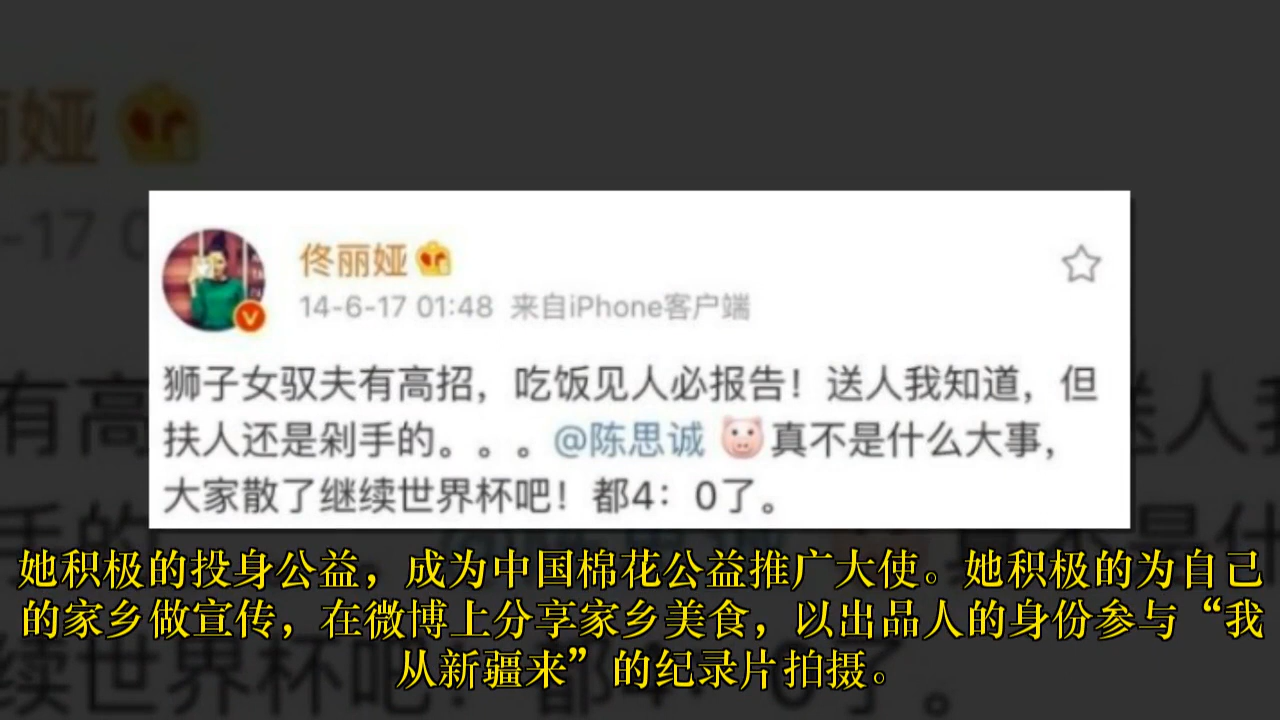 丽娅
-17 0
佟丽娅
14-6-17 01:48 来自iPhone客户端
狮子女驭夫有高招，吃饭见人必报告！送人我知道，但
扶人还是剁手的。。。@陈思诚 真不是什么大事，
大家散了继续世界杯吧！都4：0了。
她积极的投身公益，成为中国棉花公益推广大使。她积极的为自己
的家乡做宣传，在微博上分享家乡美食，以出品人的身份参与“我
从新疆来”的纪录片拍摄。